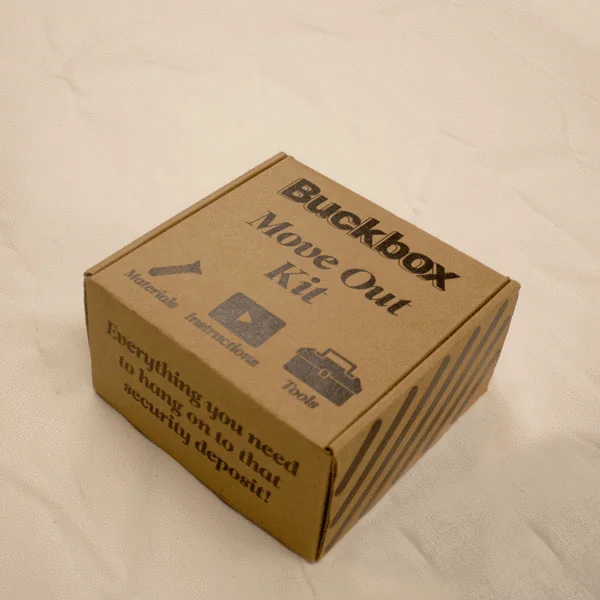 Buckbox
Move Out
Kit
Materials
Instructions
Tools
Everything you need
to hang on to that
security deposit!